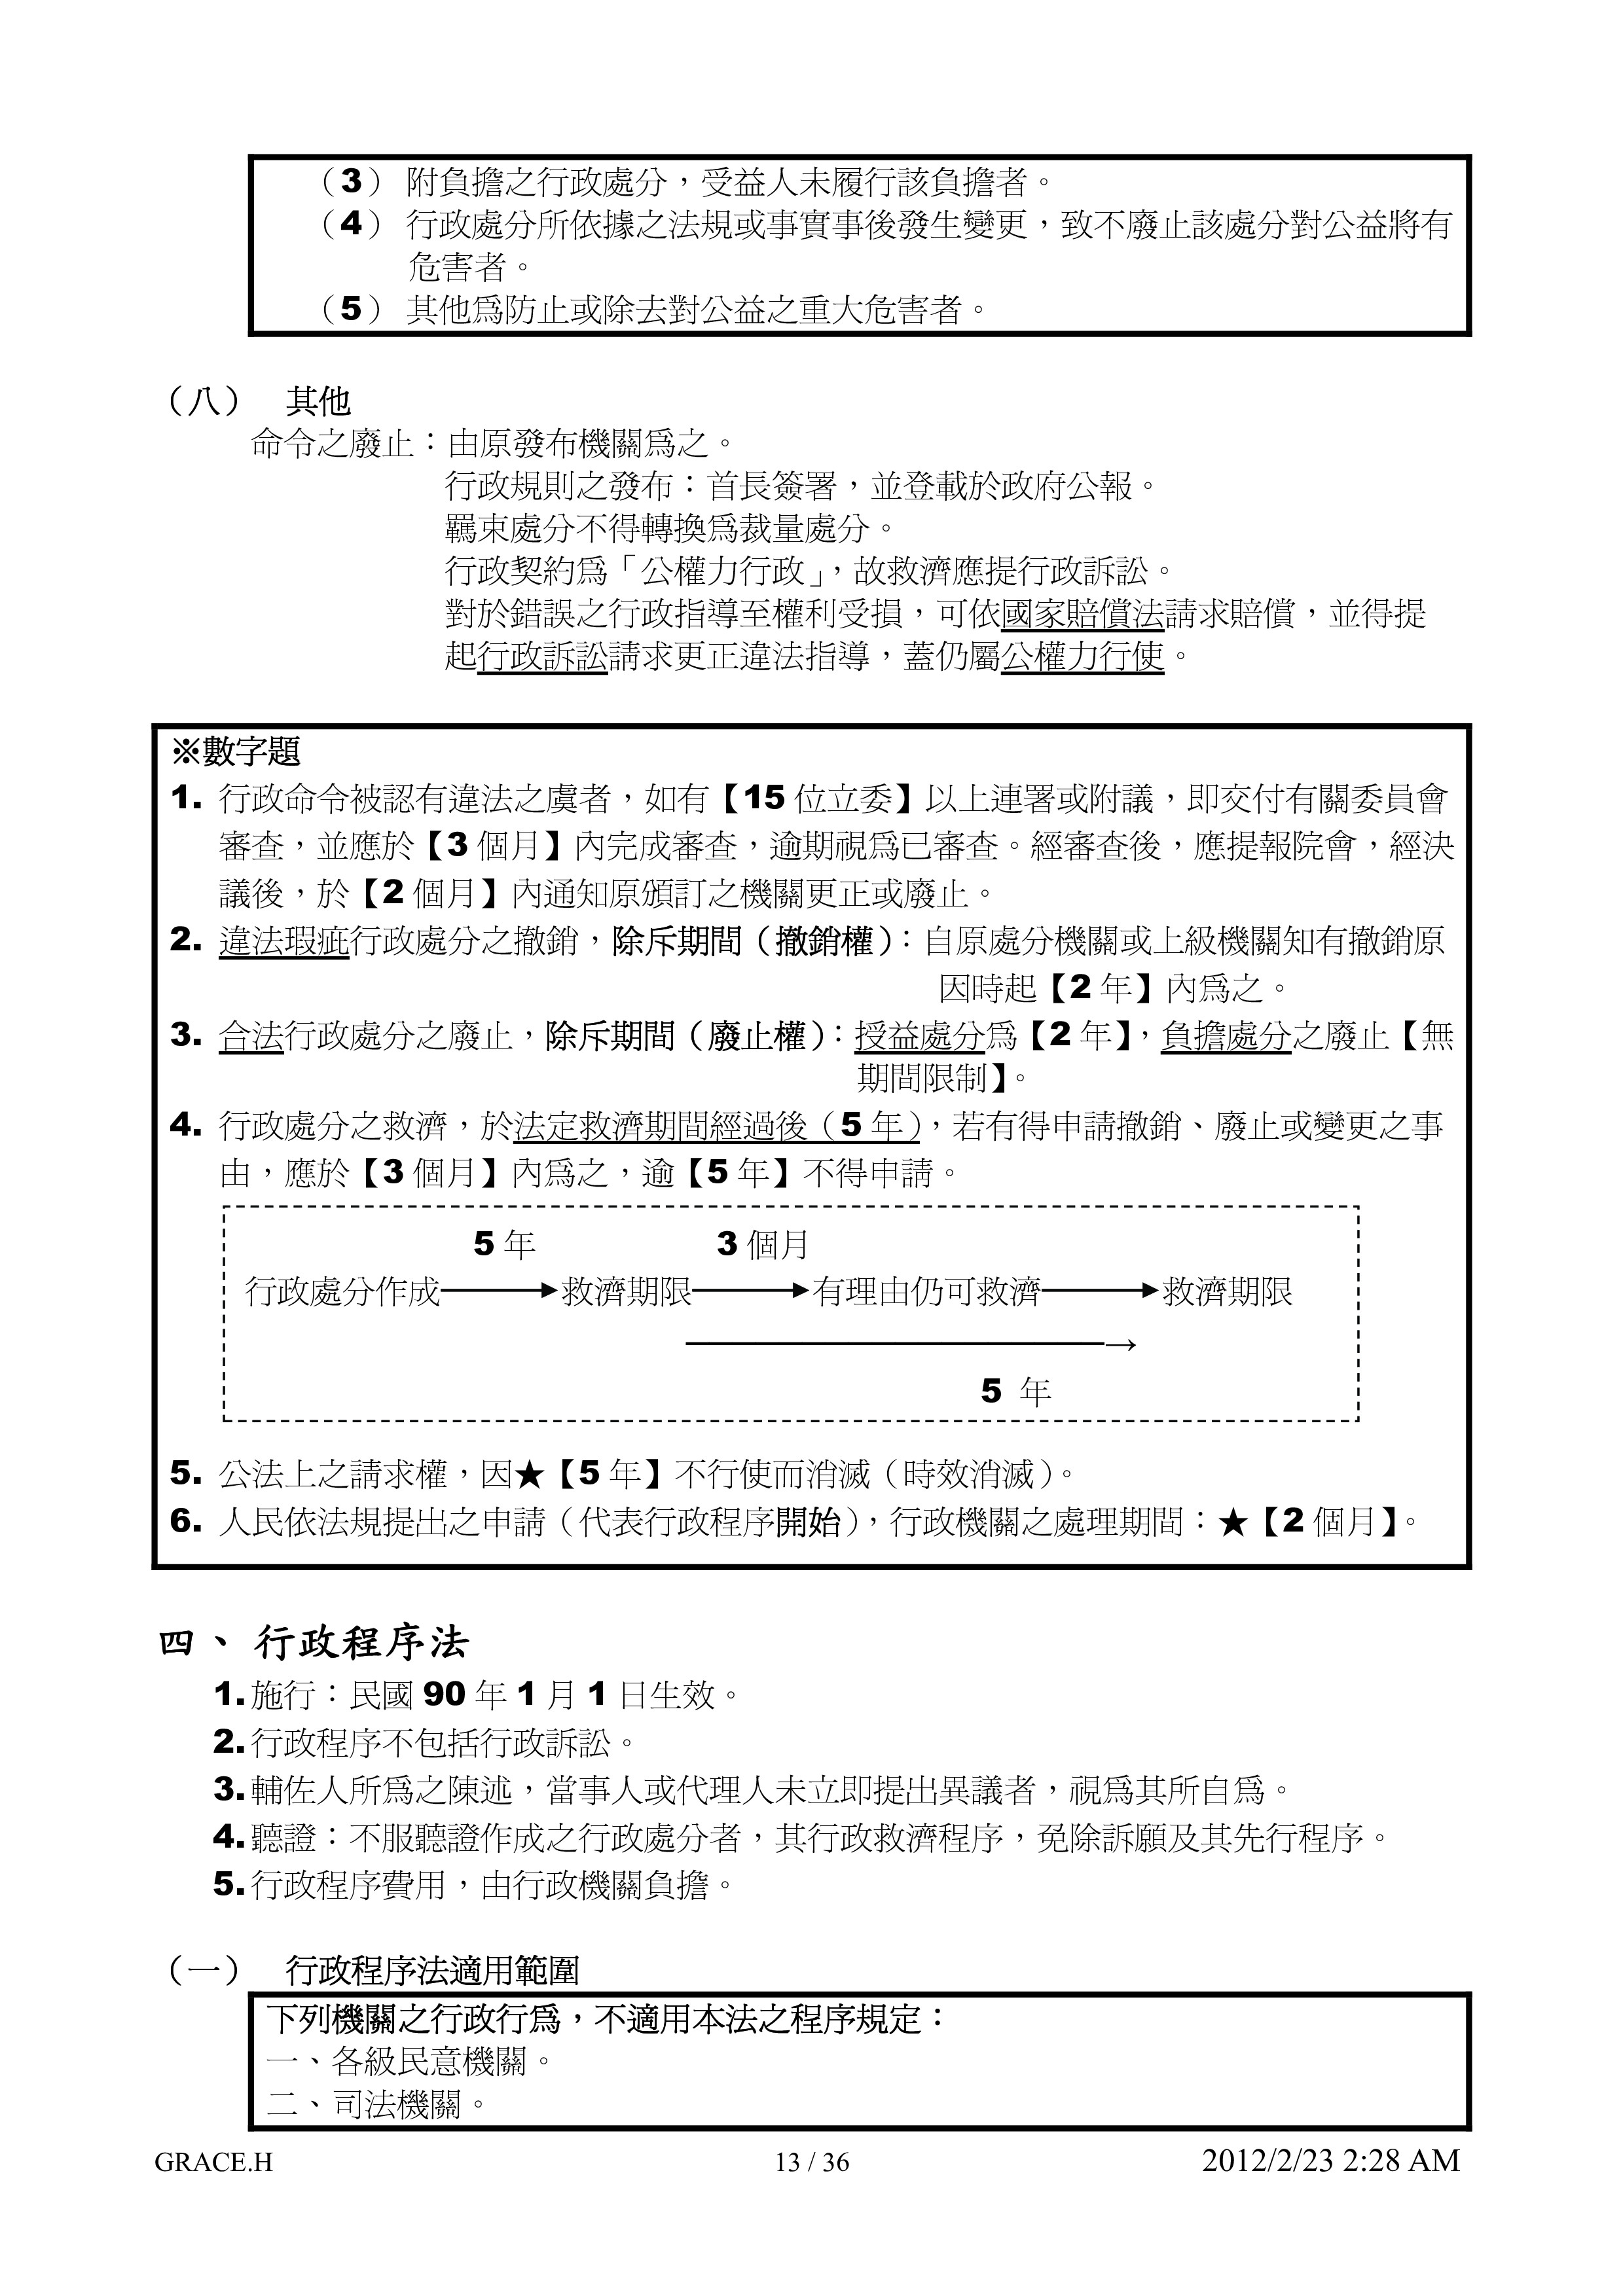 （3） 附負擔之行政處分，受益人未履行該負擔者。
（4） 行政處分所依據之法規或事實事後發生變更，致不廢止該處分對公益將有
危害者。
（5） 其他為防止或除去對公益之重大危害者。
（八） 其他
命令之廢止：由原發布機關為之。
行政規則之發布：首長簽署，並登載於政府公報。
羈束處分不得轉換為裁量處分。
行政契約為「公權力行政」，故救濟應提行政訴訟。
對於錯誤之行政指導至權利受損，可依國家賠償法請求賠償，並得提
起行政訴訟請求更正違法指導，蓋仍屬公權力行使。
※數字題
1. 行政命令被認有違法之虞者，如有【15 位立委】以上連署或附議，即交付有關委員會
審查，並應於【3 個月】內完成審查，逾期視為已審查。經審查後，應提報院會，經決
議後，於【2 個月】內通知原頒訂之機關更正或廢止。
2. 違法瑕疵行政處分之撤銷，除斥期間（撤銷權）：自原處分機關或上級機關知有撤銷原
因時起【2 年】內為之。
3. 合法行政處分之廢止，除斥期間（廢止權）：授益處分為【2 年】，負擔處分之廢止【無
期間限制】。
4. 行政處分之救濟，於法定救濟期間經過後（5 年），若有得申請撤銷、廢止或變更之事
由，應於【3 個月】內為之，逾【5 年】不得申請。
5 年 3 個月
行政處分作成 救濟期限 有理由仍可救濟 救濟期限
5 年
5. 公法上之請求權，因★【5 年】不行使而消滅（時效消滅）。
6. 人民依法規提出之申請（代表行政程序開始），行政機關之處理期間：★【2 個月】。
四、行政程序法
1. 施行：民國 90 年 1 月 1 日生效。
2. 行政程序不包括行政訴訟。
3. 輔佐人所為之陳述，當事人或代理人未立即提出異議者，視為其所自為。
4. 聽證：不服聽證作成之行政處分者，其行政救濟程序，免除訴願及其先行程序。
5. 行政程序費用，由行政機關負擔。
（一） 行政程序法適用範圍
下列機關之行政行為，不適用本法之程序規定：
一、各級民意機關。
二、司法機關。
GRACE.H 13 / 36 2012/2/23 2:28 AM